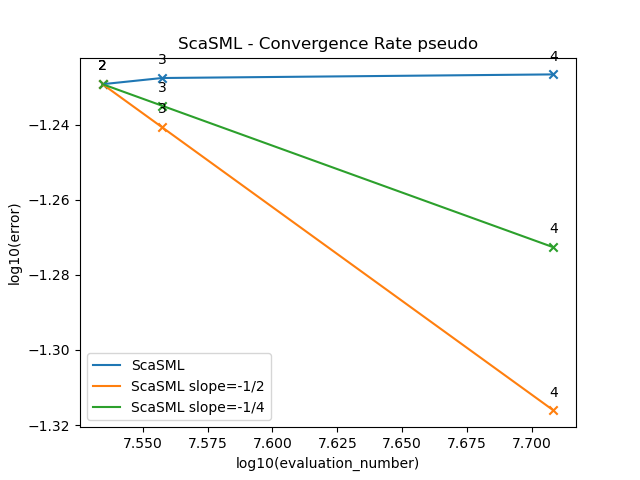 ScaSML - Convergence Rate pseudo
2
3
4
3
3
4
4
log10(error)
−1.24
−1.26
−1.28
−1.30
−1.32
ScaSML
ScaSML slope=-1/2
ScaSML slope=-1/4
7.550 7.575 7.600 7.625 7.650 7.675 7.700
log10(evaluation_number)